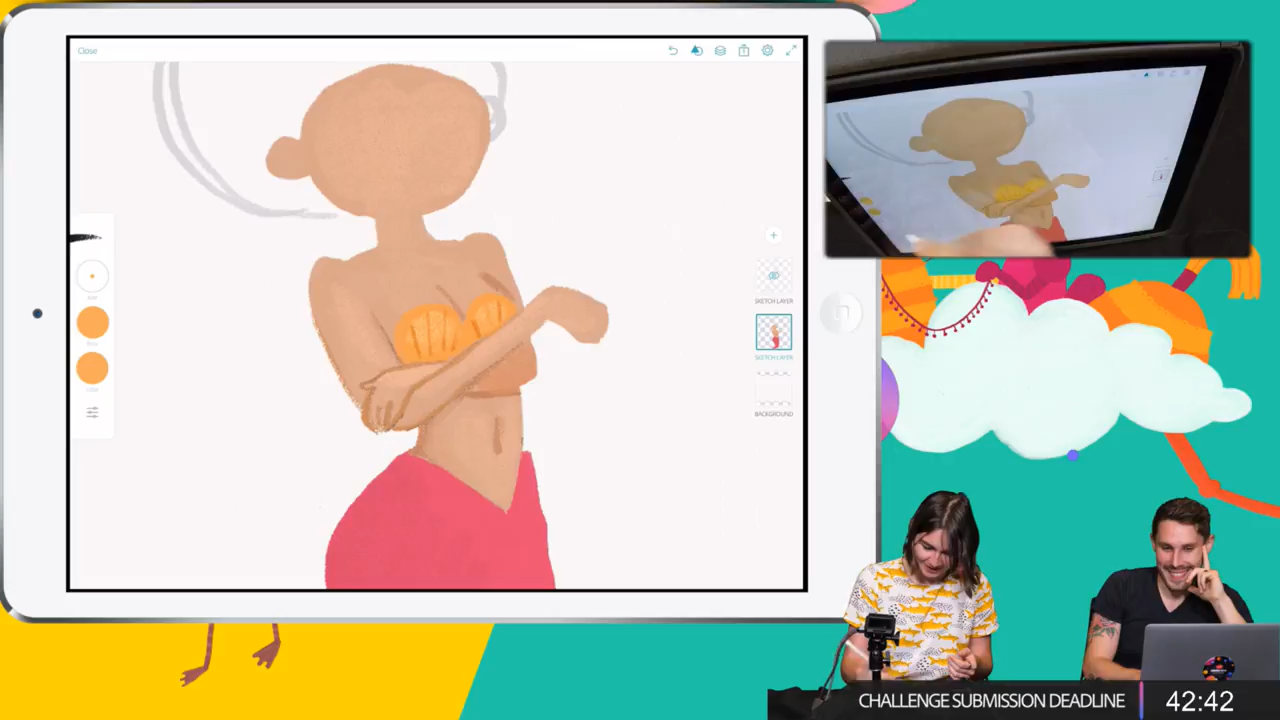 Close
SKETCH LAYER
SKETCH LAYER
BACKGROUND
CHALLENGE SUBMISSION DEADLINE
42:42